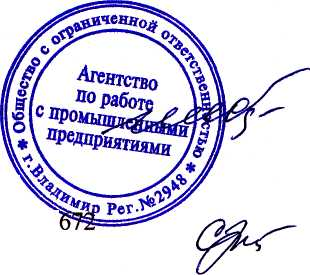 Общество с ограниченной ответственностью
* г.Владимир Рег.№2948 *
Агентство
по работе
с промышленными
предприятиями
672